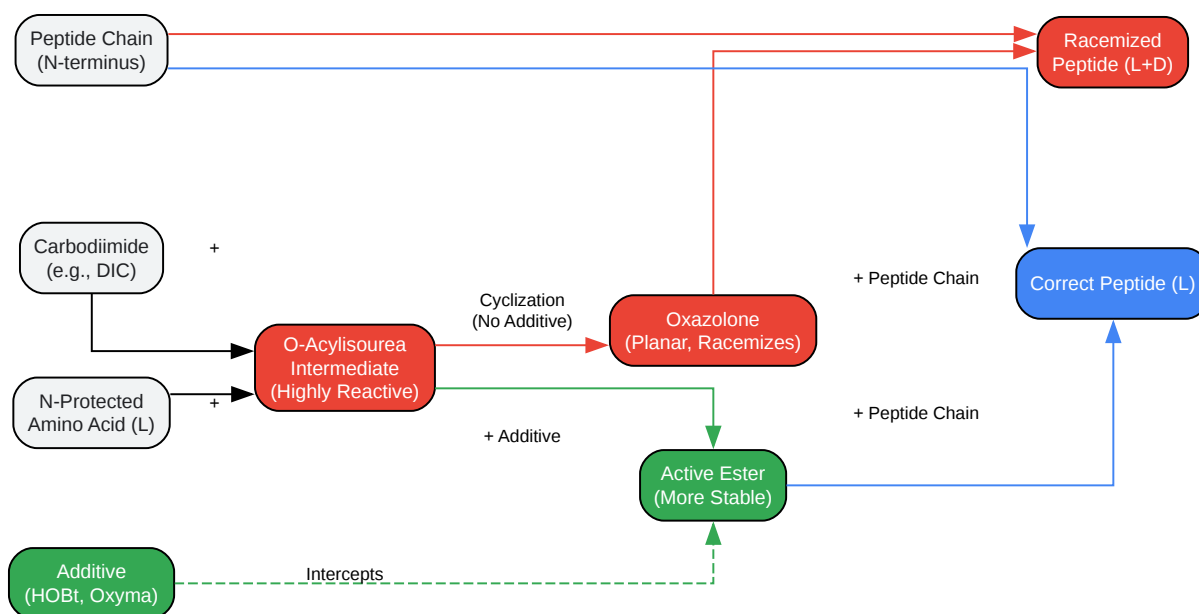 Peptide Chain
(N-terminus)
Racemized
Peptide (L+D)
Carbodiimide
(e.g., DIC)
+
+ Peptide Chain
Correct Peptide (L)
Cyclization
(No Additive)
Oxazolone
(Planar, Racemizes)
O-Acylisourea
Intermediate
(Highly Reactive)
N-Protected
Amino Acid (L)
+
+ Additive
+ Peptide Chain
Active Ester
(More Stable)
Additive
(HOBt, Oxyma)
Intercepts